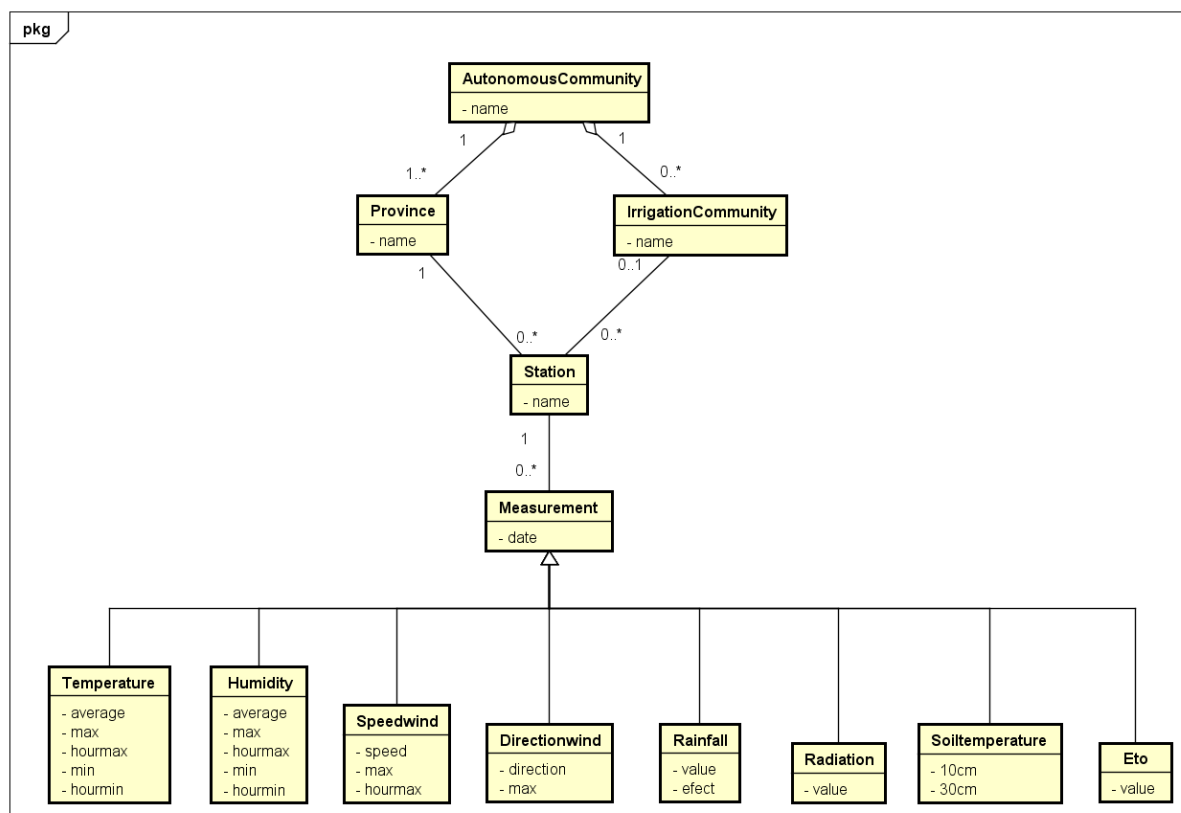 pkg
AutonomousCommunity
- name
1
1
1..*
0..*
Province
- name
IrrigationCommunity
- name
1
0..1
0..*
0..*
Station
- name
1
0..*
Measurement
- date
Temperature
- average
- max
- hourmax
- min
- hourmin
Humidity
- average
- max
- hourmax
- min
- hourmin
Speedwind
- speed
- max
- hourmax
Directionwind
- direction
- max
Rainfall
- value
- efect
Radiation
- value
Soiltemperature
- 10cm
- 30cm
Eto
- value